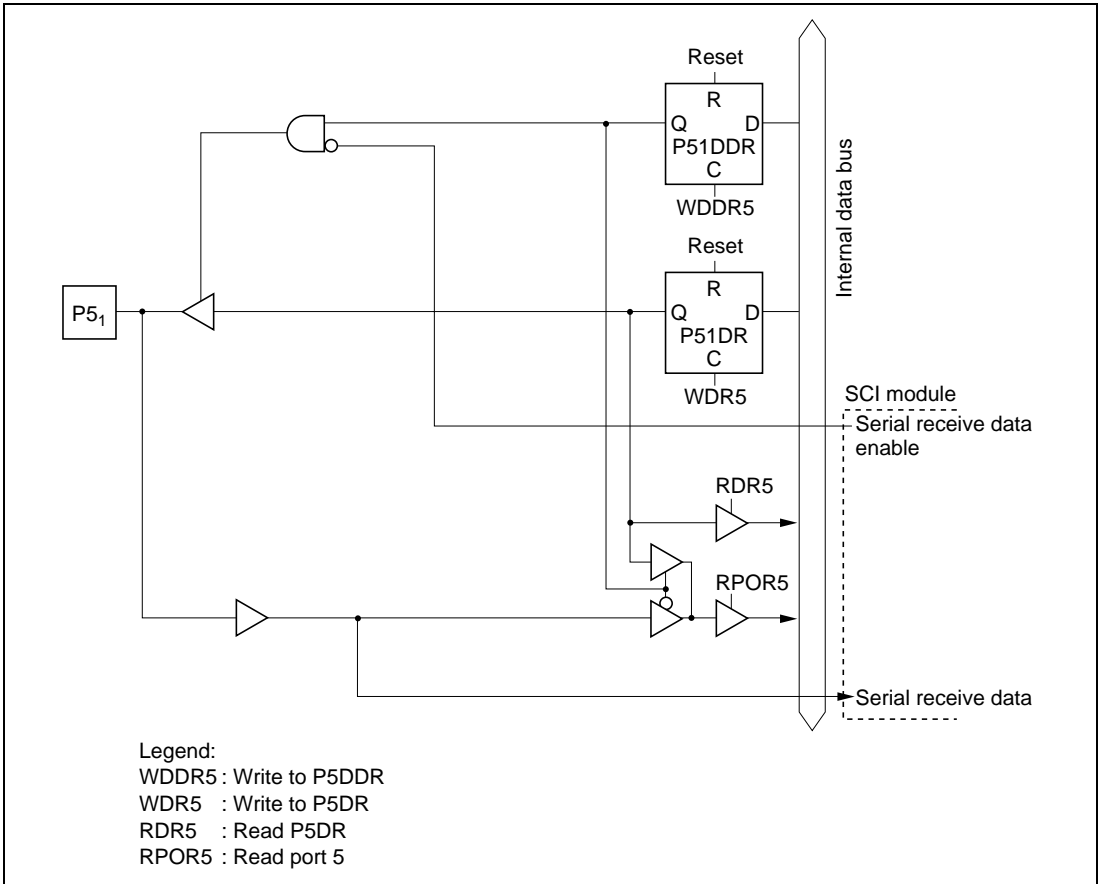 Reset
R
Q D
P51DDR
C
WDDR5
Internal data bus
Reset
R
P5₁
Q D
P51DR
C
WDR5
SCI module
Serial receive data
enable
RDR5
RPOR5
Serial receive data
Legend:
WDDR5 : Write to P5DDR
WDR5 : Write to P5DR
RDR5 : Read P5DR
RPOR5 : Read port 5